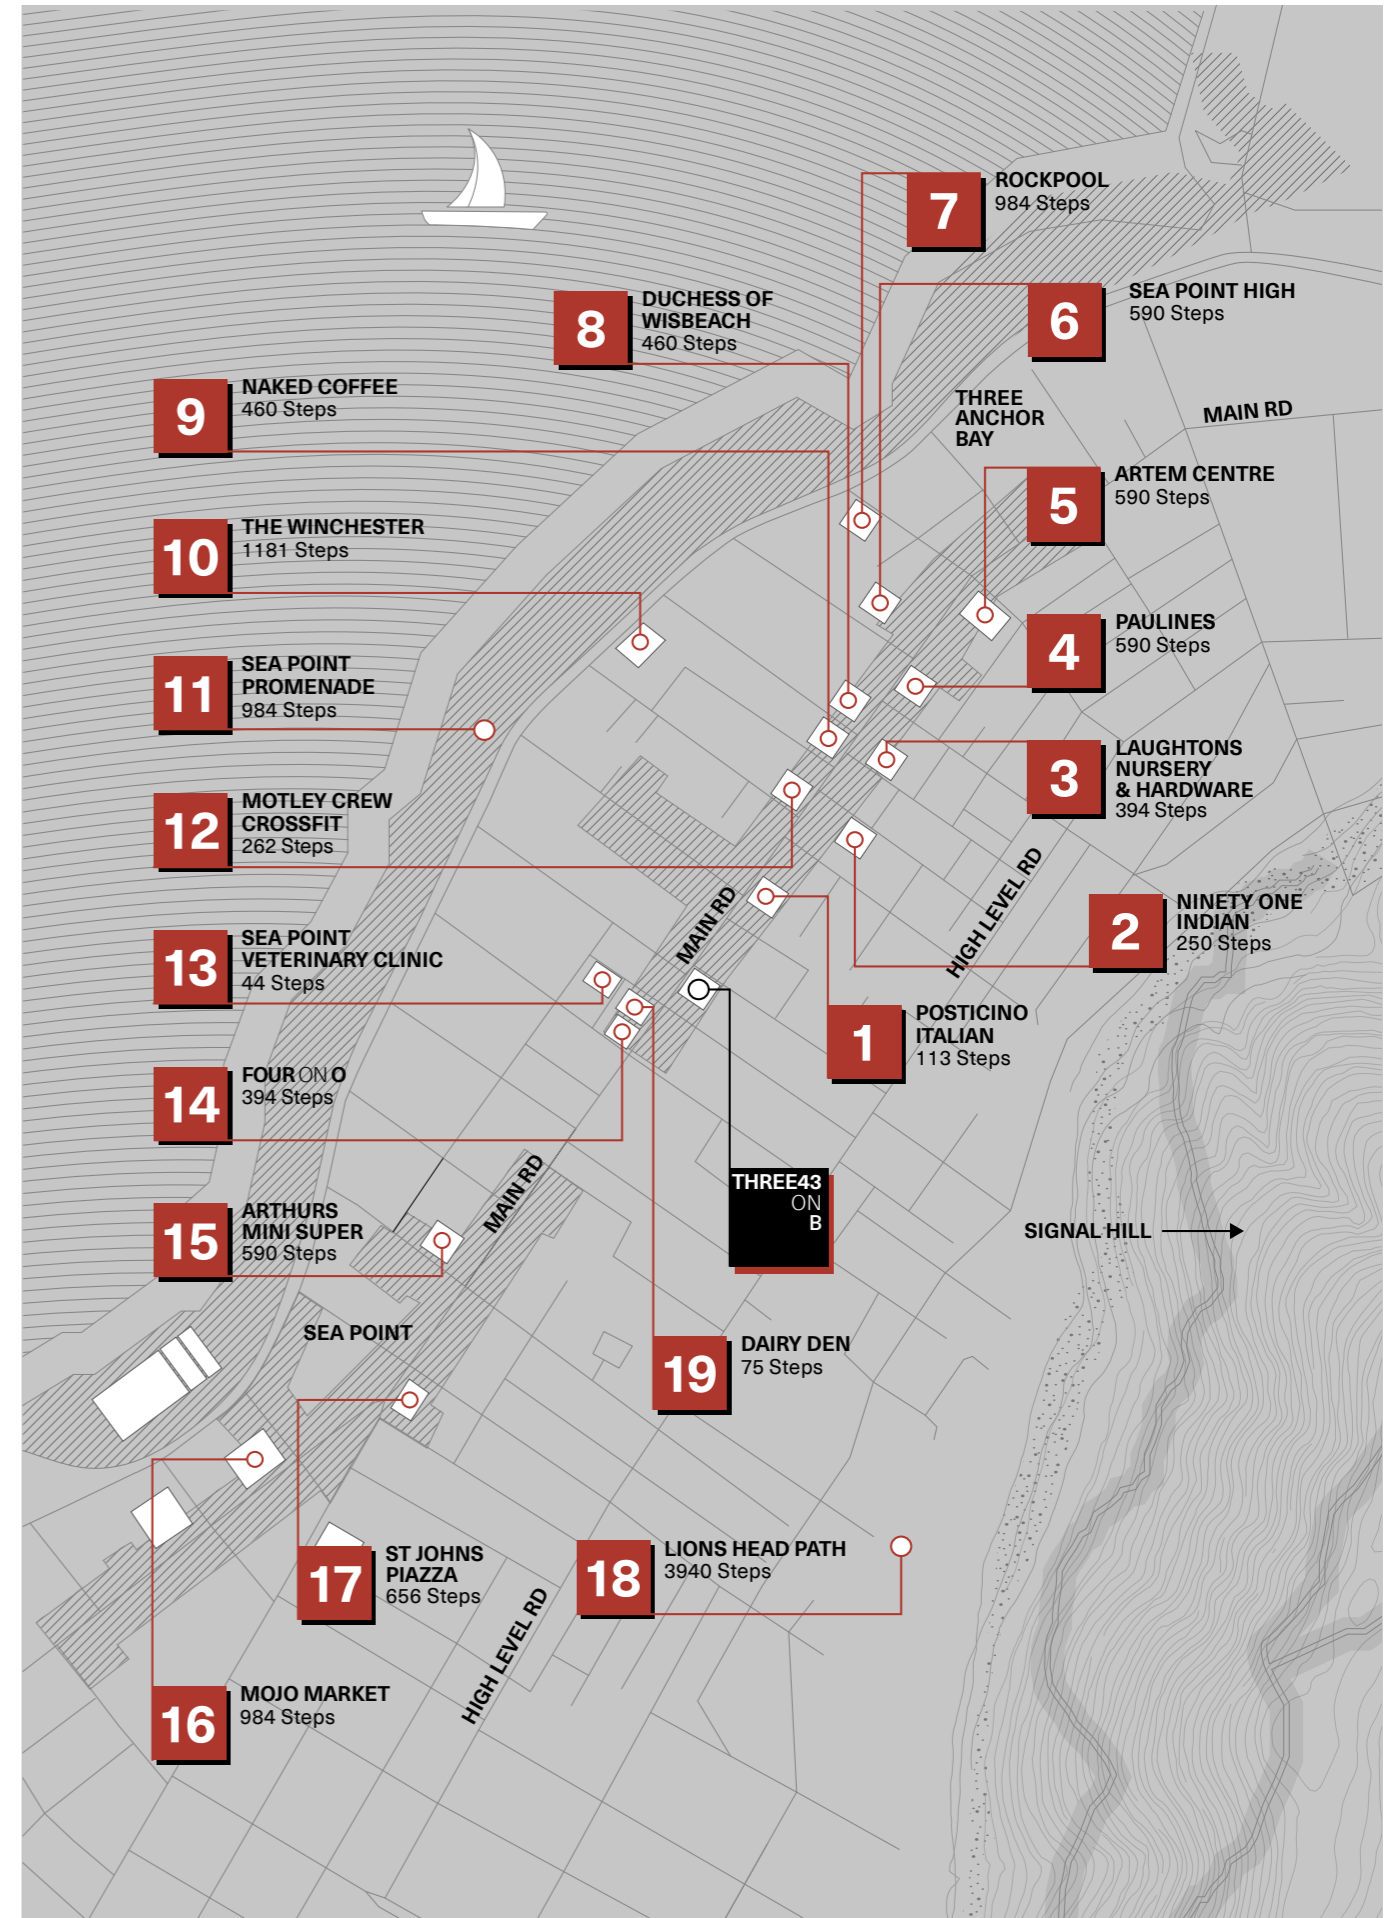 7
ROCKPOOL
984 Steps
6
SEA POINT HIGH
590 Steps
8
DUCHESS OF
WISBEACH
460 Steps
9
NAKED COFFEE
460 Steps
THREE
ANCHOR
BAY
MAIN RD
5
ARTEM CENTRE
590 Steps
10
THE WINCHESTER
1181 Steps
4
PAULINES
590 Steps
11
SEA POINT
PROMENADE
984 Steps
3
LAUGHTONS
NURSERY
& HARDWARE
394 Steps
12
MOTLEY CREW
CROSSFIT
262 Steps
MAIN RD
HIGH LEVEL RD
2
NINETY ONE
INDIAN
250 Steps
13
SEA POINT
VETERINARY CLINIC
44 Steps
1
POSTICINO
ITALIAN
113 Steps
14
FOUR ON O
394 Steps
THREE43
ON
B
MAIN RD
15
ARTHURS
MINI SUPER
590 Steps
SIGNAL HILL
SEA POINT
19
DAIRY DEN
75 Steps
17
ST JOHNS
PIAZZA
656 Steps
18
LIONS HEAD PATH
3940 Steps
HIGH LEVEL RD
16
MOJO MARKET
984 Steps